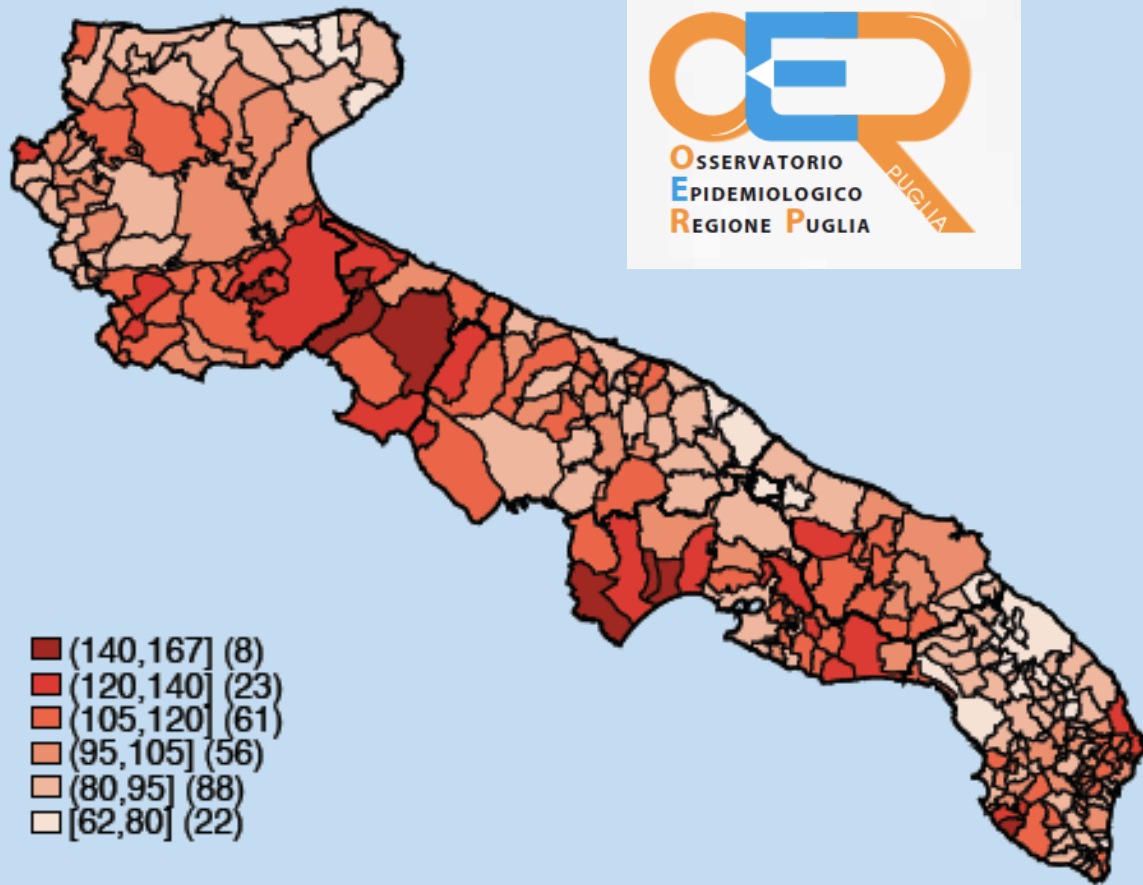 OER
PUGLIA
OSSERVATORIO
EPIDEMIOLOGICO
REGIONE PUGLIA
(140,167] (8)
(120,140] (23)
(105,120] (61)
(95,105] (56)
(80,95] (88)
[62,80] (22)